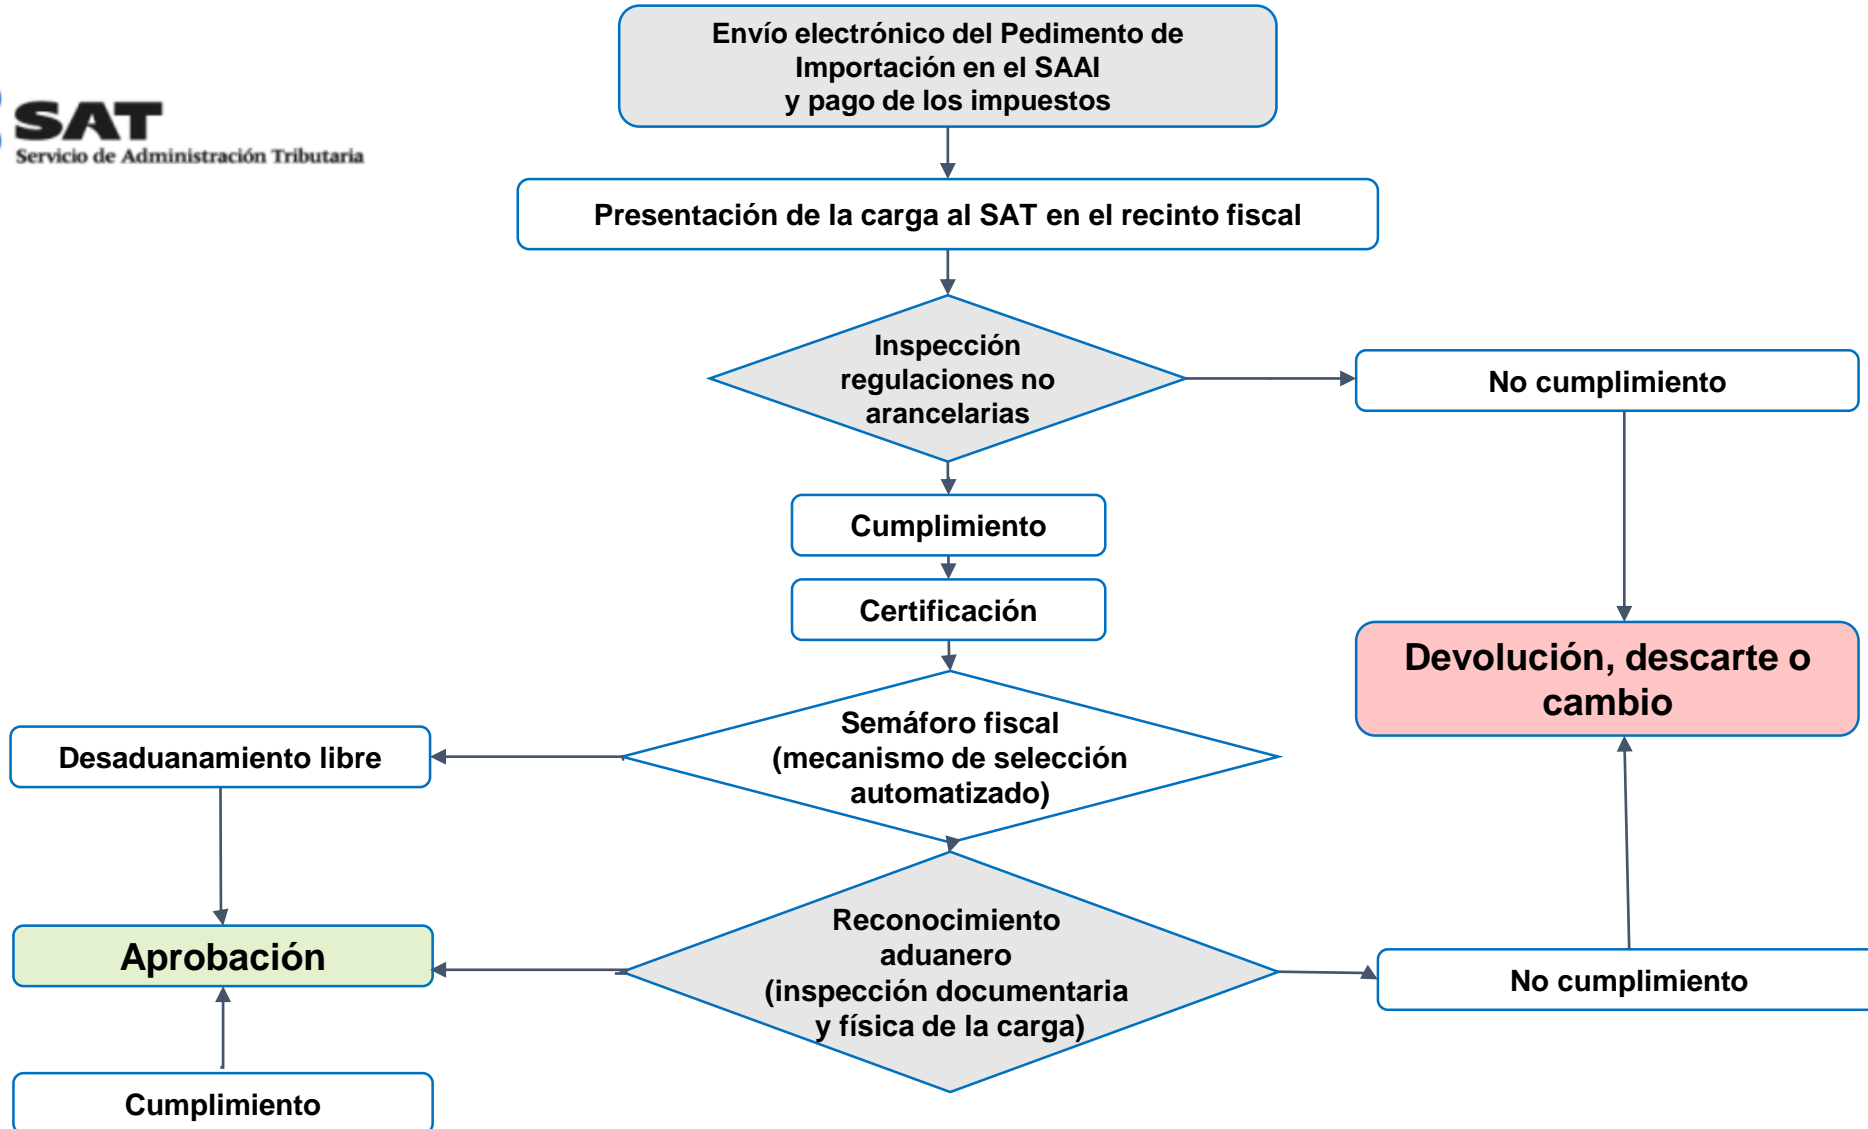 Envío electrónico del Pedimento de
Importación en el SAAI
y pago de los impuestos
SAT
Servicio de Administración Tributaria
Presentación de la carga al SAT en el recinto fiscal
Inspección
regulaciones no
arancelarias
No cumplimiento
Cumplimiento
Certificación
Devolución, descarte o
cambio
Semáforo fiscal
(mecanismo de selección
automatizado)
Desaduanamiento libre
Reconocimiento
aduanero
(inspección documentaria
y física de la carga)
Aprobación
No cumplimiento
Cumplimiento